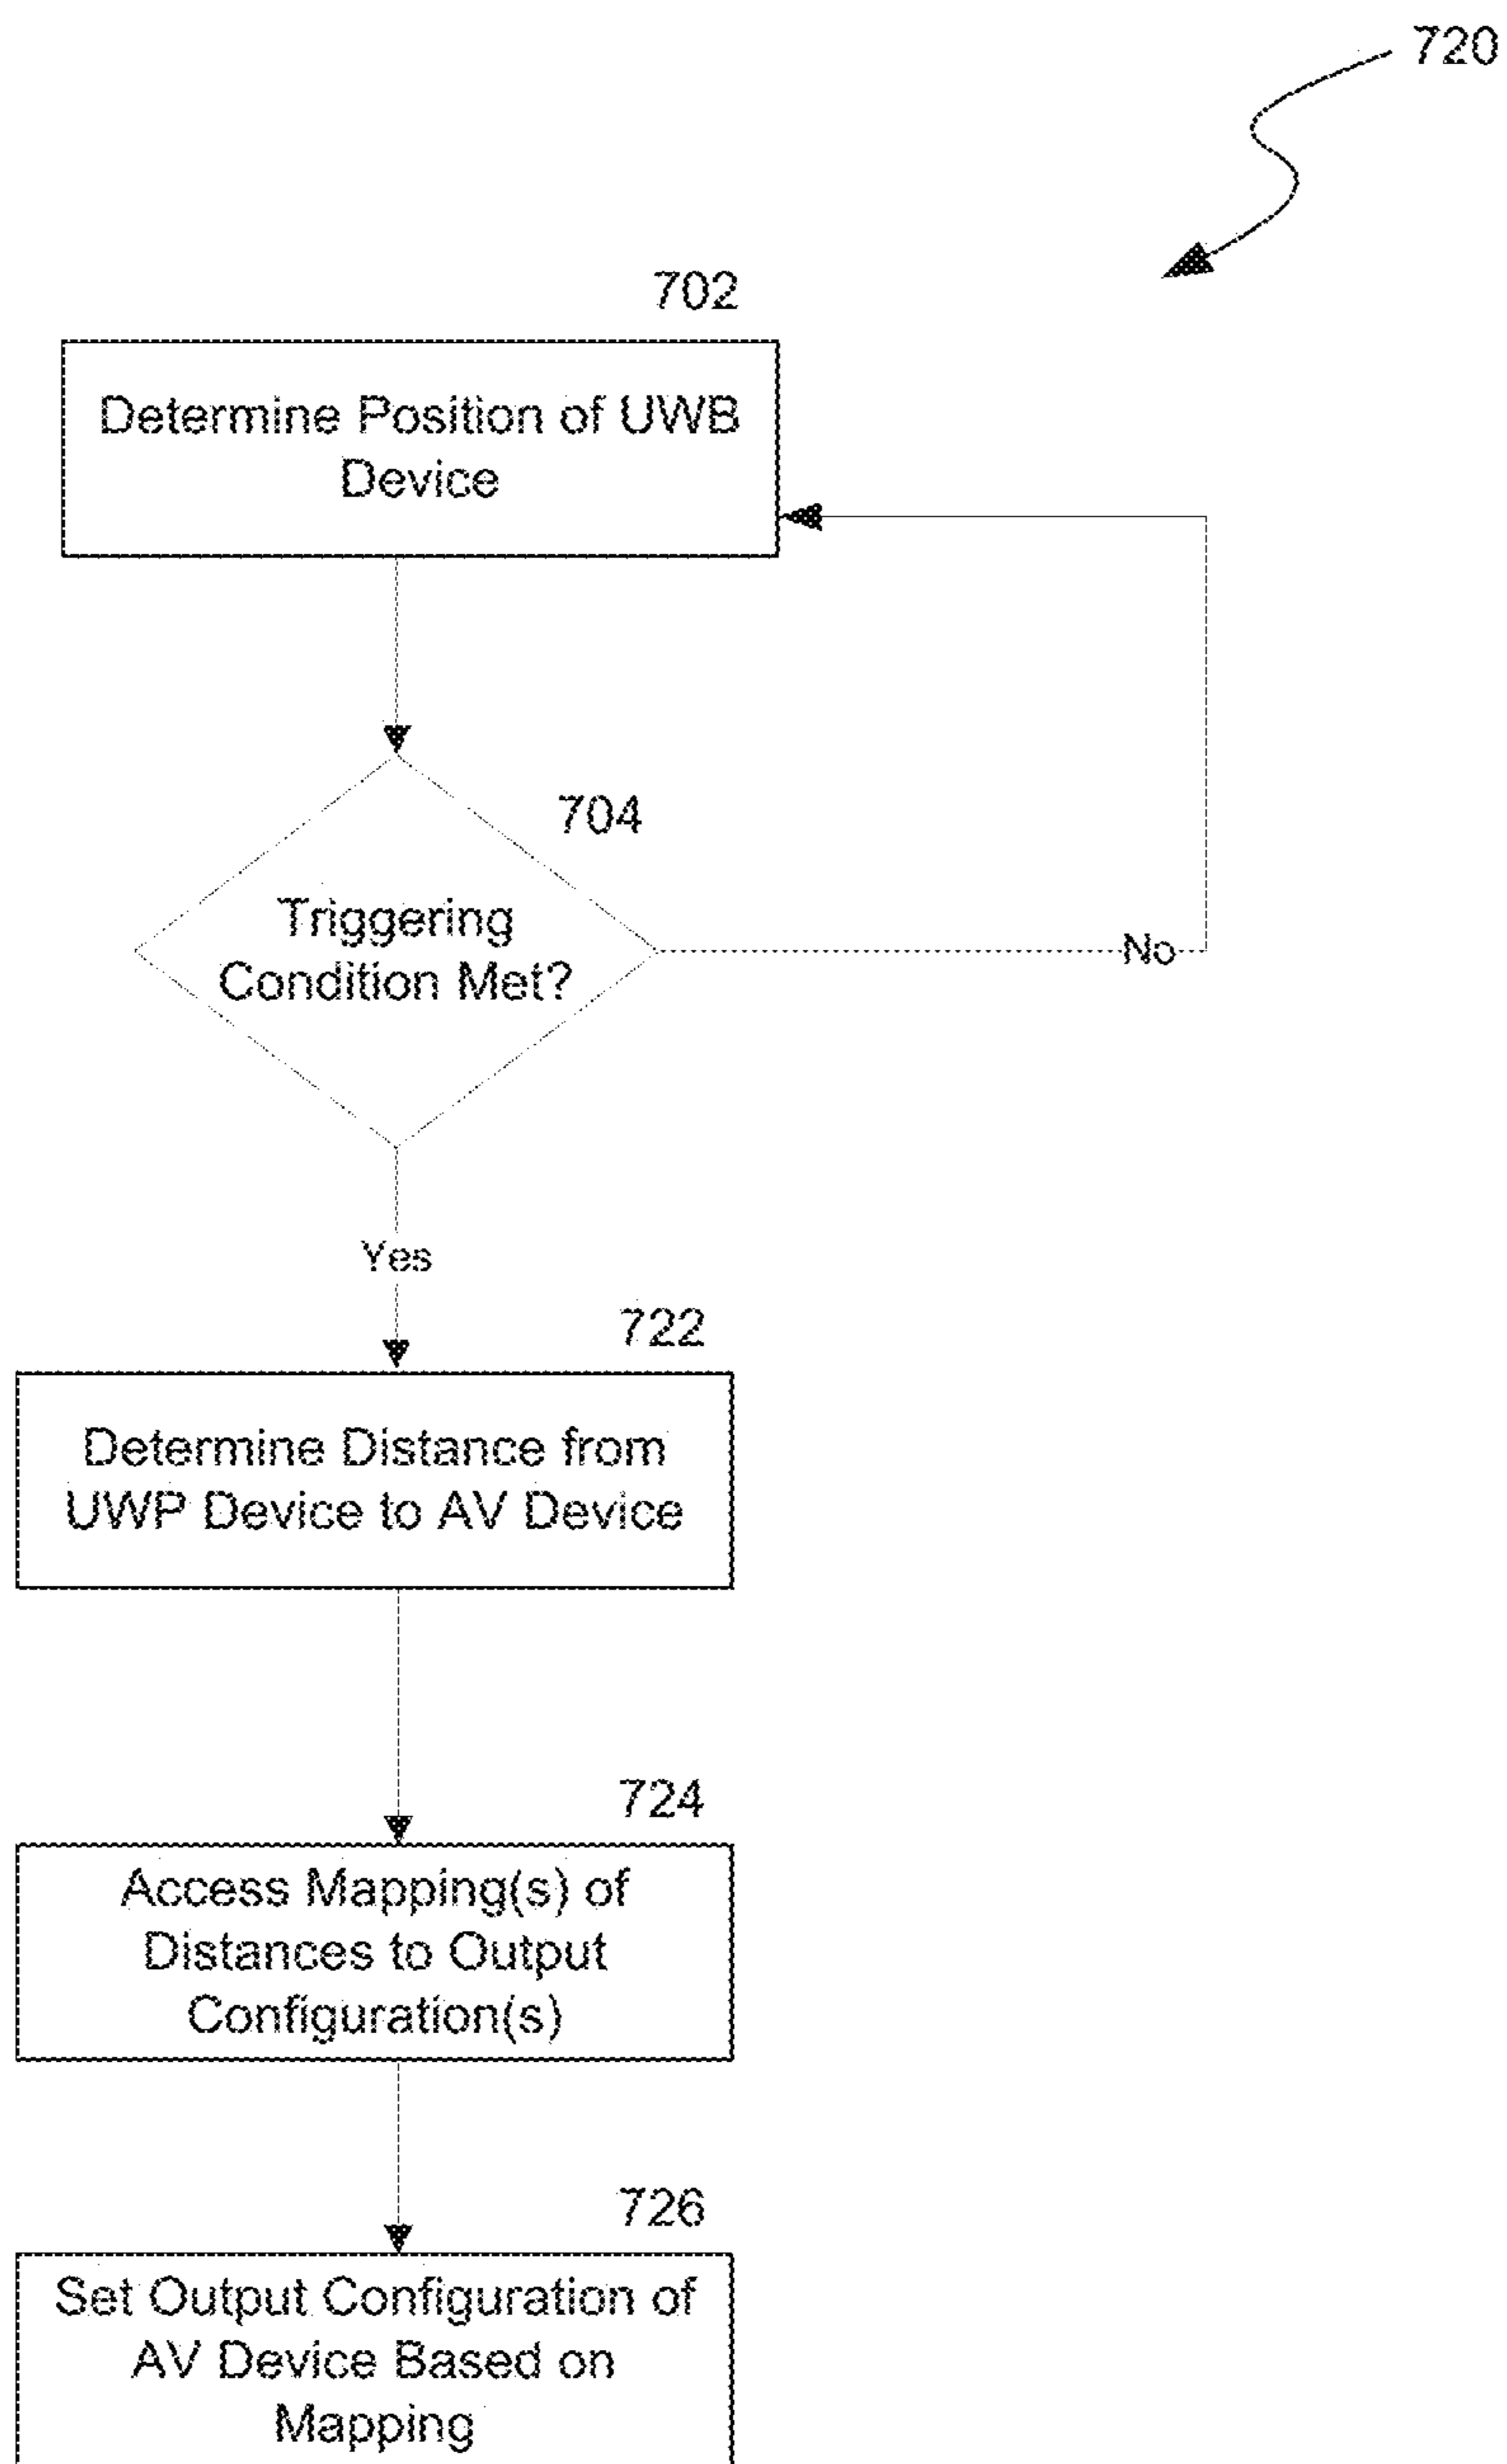 720
702
Determine Position of UWB
Device
704
Triggering
Condition Met?
No
Yes
722
Determine Distance from
UWP Device to AV Device
724
Access Mapping(s) of
Distances to Output
Configuration(s)
726
Set Output Configuration of
AV Device Based on
Mapping